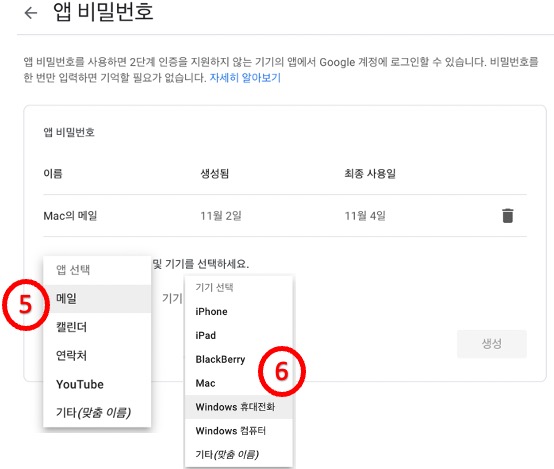 앱 비밀번호
앱 비밀번호를 사용하면 2단계 인증을 지원하지 않는 기기의 앱에서 Google 계정에 로그인할 수 있습니다. 비밀번호를
한 번만 입력하면 기억할 필요가 없습니다. 자세히 알아보기
앱 비밀번호
이름 생성됨 최종 사용일
Mac의 메일 11월 2일 11월 4일
및 기기를 선택하세요.
앱 선택
5
메일
캘린더
연락처
YouTube
기타(맞춤 이름)
기기
기기 선택
iPhone
iPad
BlackBerry
6
Mac
Windows 휴대전화
Windows 컴퓨터
기타(맞춤 이름)
생성